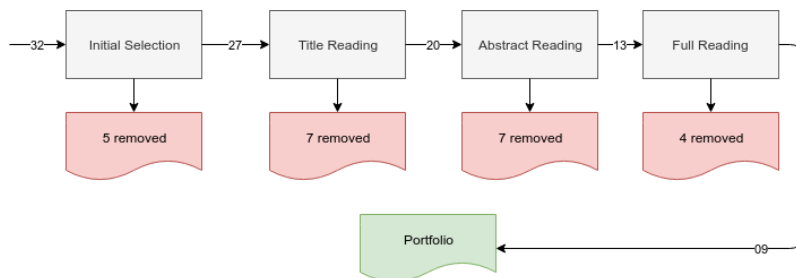 32
Initial Selection
27
Title Reading
20
Abstract Reading
13
Full Reading
5 removed
7 removed
7 removed
4 removed
Portfolio
09